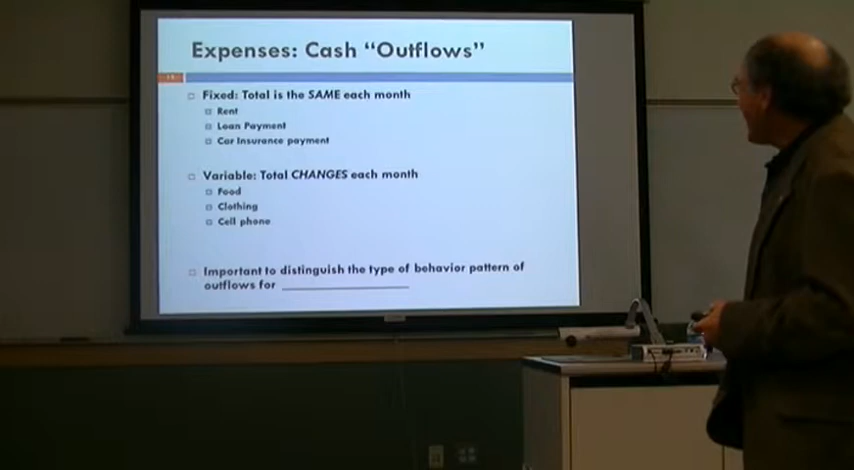 Expenses: Cash “Outflows”
Fixed: Total is the SAME each month
Rent
Loan Payment
Car Insurance payment
Variable: Total CHANGES each month
Food
Clothing
Cell phone
Important to distinguish the type of behavior pattern of
outflows for ____________________